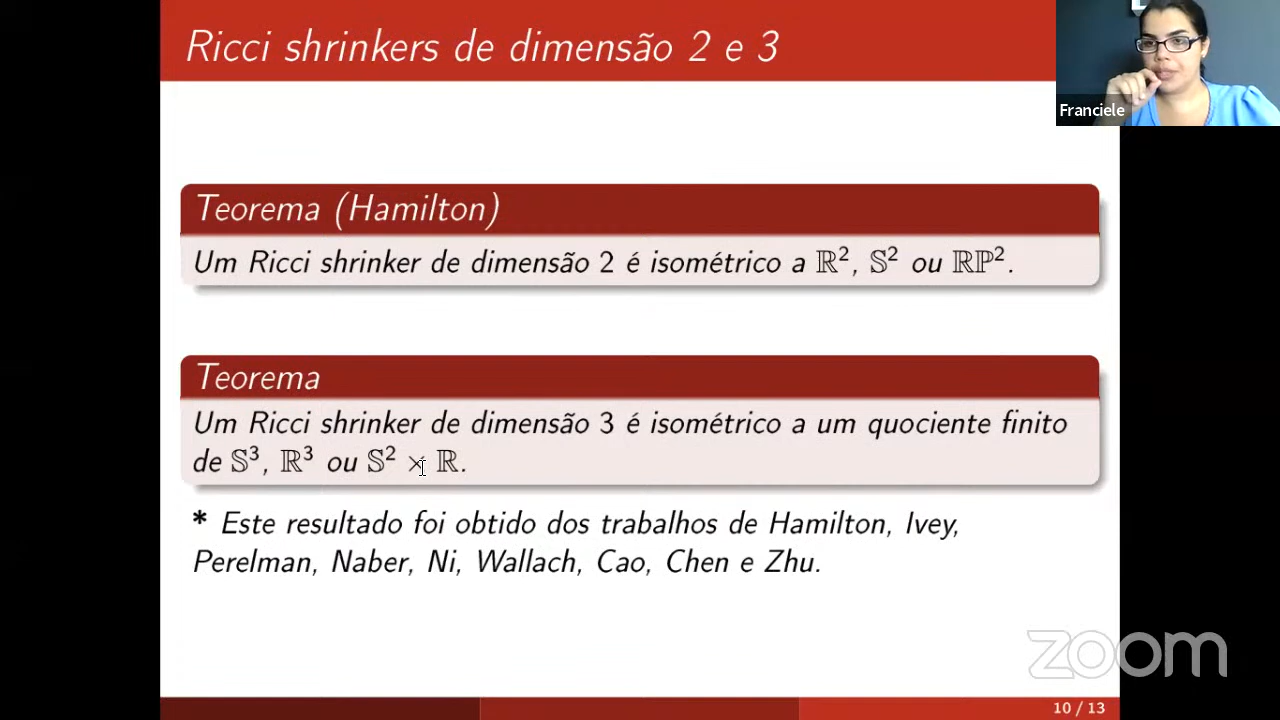 Ricci shrinkers de dimensão 2 e 3
Franciele
Teorema (Hamilton)
Um Ricci shrinker de dimensão 2 é isométrico a ℝ², 𝕊² ou ℝℙ².
Teorema
Um Ricci shrinker de dimensão 3 é isométrico a um quociente finito
de 𝕊³, ℝ³ ou 𝕊² × ℝ.
* Este resultado foi obtido dos trabalhos de Hamilton, Ivey,
Perelman, Naber, Ni, Wallach, Cao, Chen e Zhu.
zoom
10 / 13